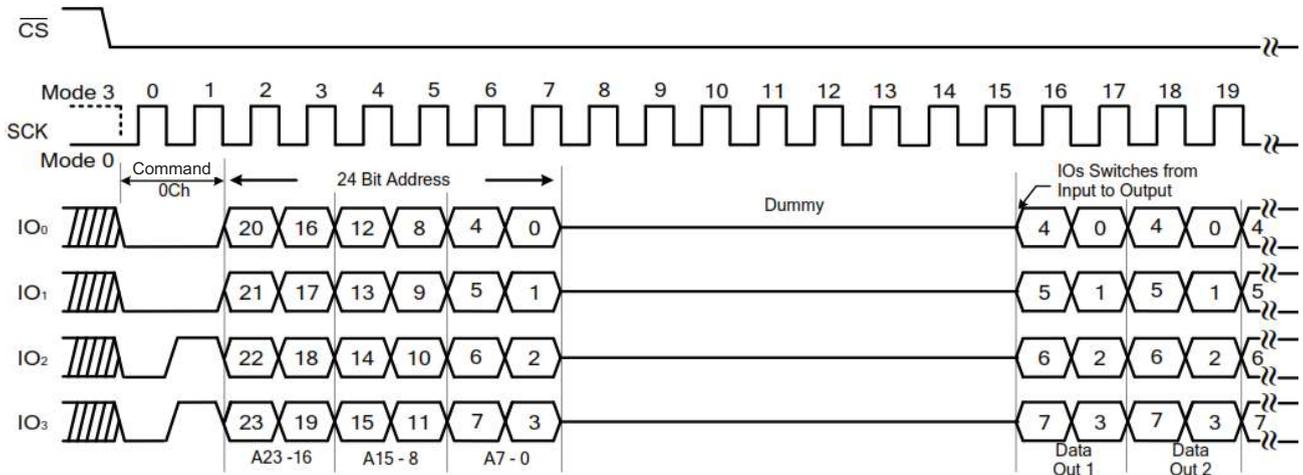 CS
Mode 3 0 1 2 3 4 5 6 7 8 9 10 11 12 13 14 15 16 17 18 19
SCK
Mode 0
Command
0Ch
24 Bit Address
Dummy
IOs Switches from
Input to Output
IO₀ 20 16 12 8 4 0 4 0 4 0 4
IO₁ 21 17 13 9 5 1 5 1 5 1 5
IO₂ 22 18 14 10 6 2 6 2 6 2 6
IO₃ 23 19 15 11 7 3 7 3 7 3 7
A23 -16 A15 - 8 A7 - 0
Data
Out 1
Data
Out 2